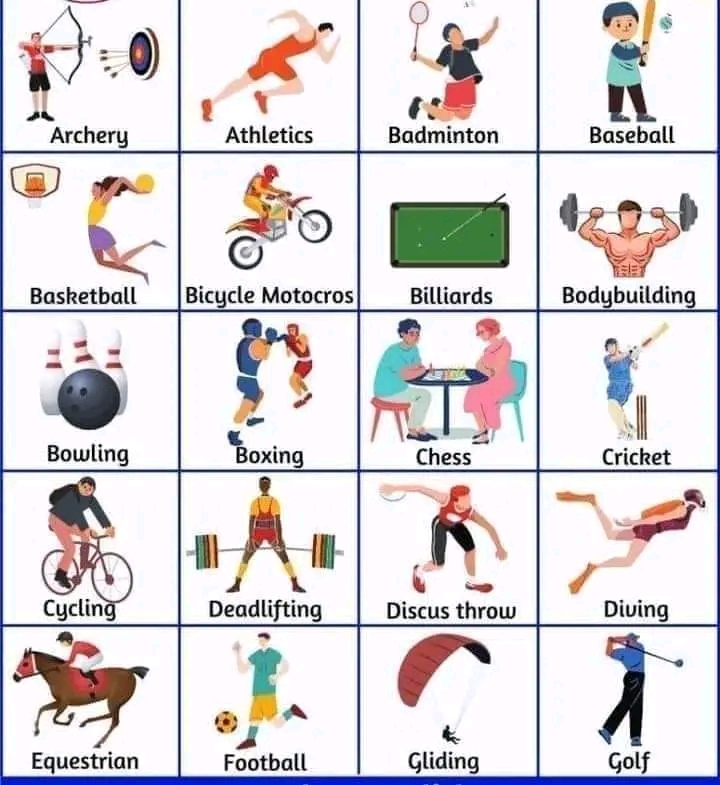 Archery
Athletics
Badminton
Baseball
Basketball
Bicycle Motocros
Billiards
Bodybuilding
Bowling
Boxing
Chess
Cricket
Cycling
Deadlifting
Discus throw
Diving
Equestrian
Football
Gliding
Golf